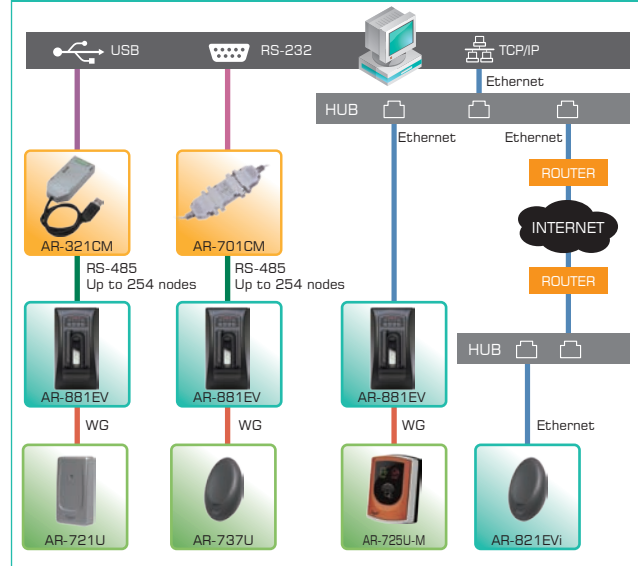 USB
RS-232
TCP/IP
Ethernet
HUB
Ethernet
Ethernet
ROUTER
INTERNET
ROUTER
AR-321CM
AR-701CM
RS-485
Up to 254 nodes
RS-485
Up to 254 nodes
HUB
AR-881EV
AR-881EV
AR-881EV
WG
WG
WG
Ethernet
AR-721U
AR-737U
AR-725U-M
AR-821EVi